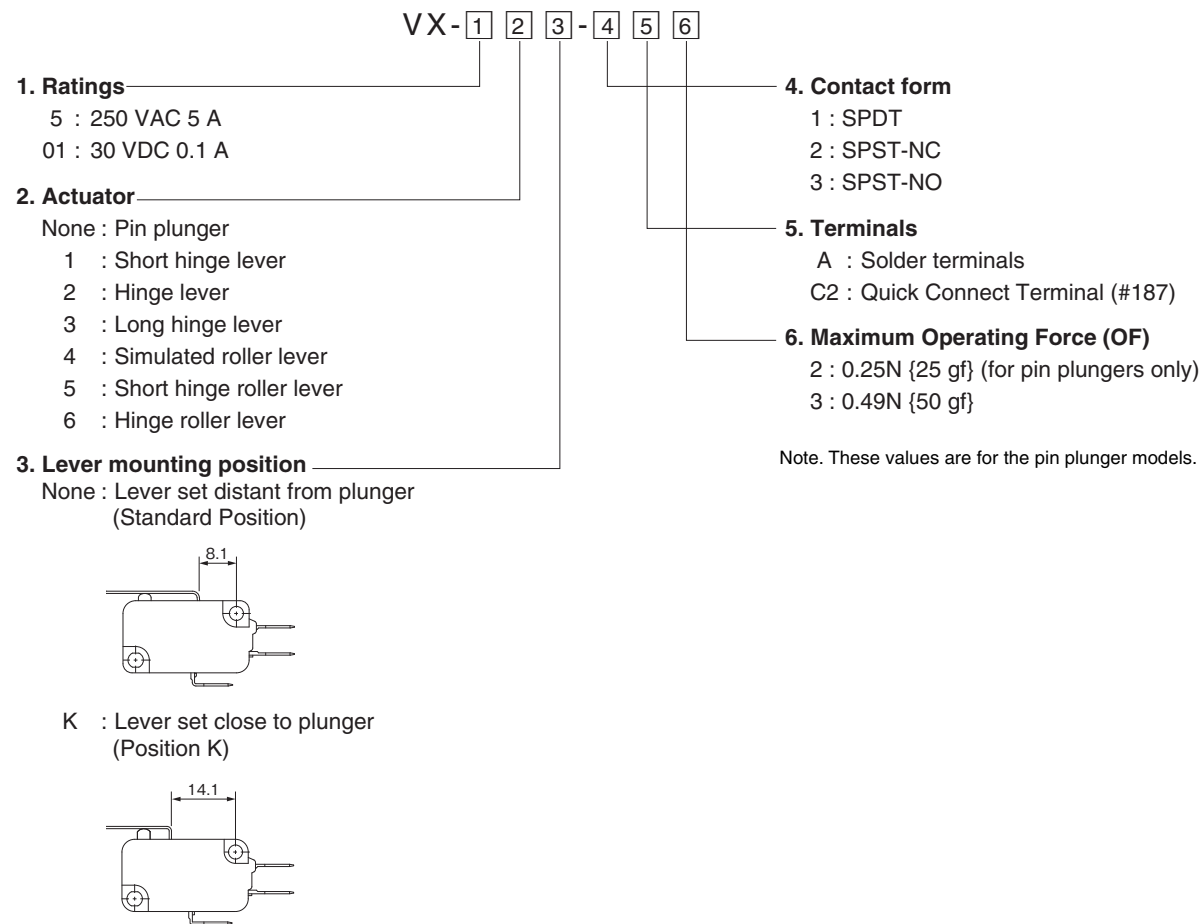 VX-1 2 3-4 5 6
1. Ratings
5 : 250 VAC 5 A
01 : 30 VDC 0.1 A
2. Actuator
None : Pin plunger
1 : Short hinge lever
2 : Hinge lever
3 : Long hinge lever
4 : Simulated roller lever
5 : Short hinge roller lever
6 : Hinge roller lever
3. Lever mounting position
None : Lever set distant from plunger
(Standard Position)
8.1
K : Lever set close to plunger
(Position K)
14.1
4. Contact form
1 : SPDT
2 : SPST-NC
3 : SPST-NO
5. Terminals
A : Solder terminals
C2 : Quick Connect Terminal (#187)
6. Maximum Operating Force (OF)
2 : 0.25N {25 gf} (for pin plungers only)
3 : 0.49N {50 gf}
Note. These values are for the pin plunger models.